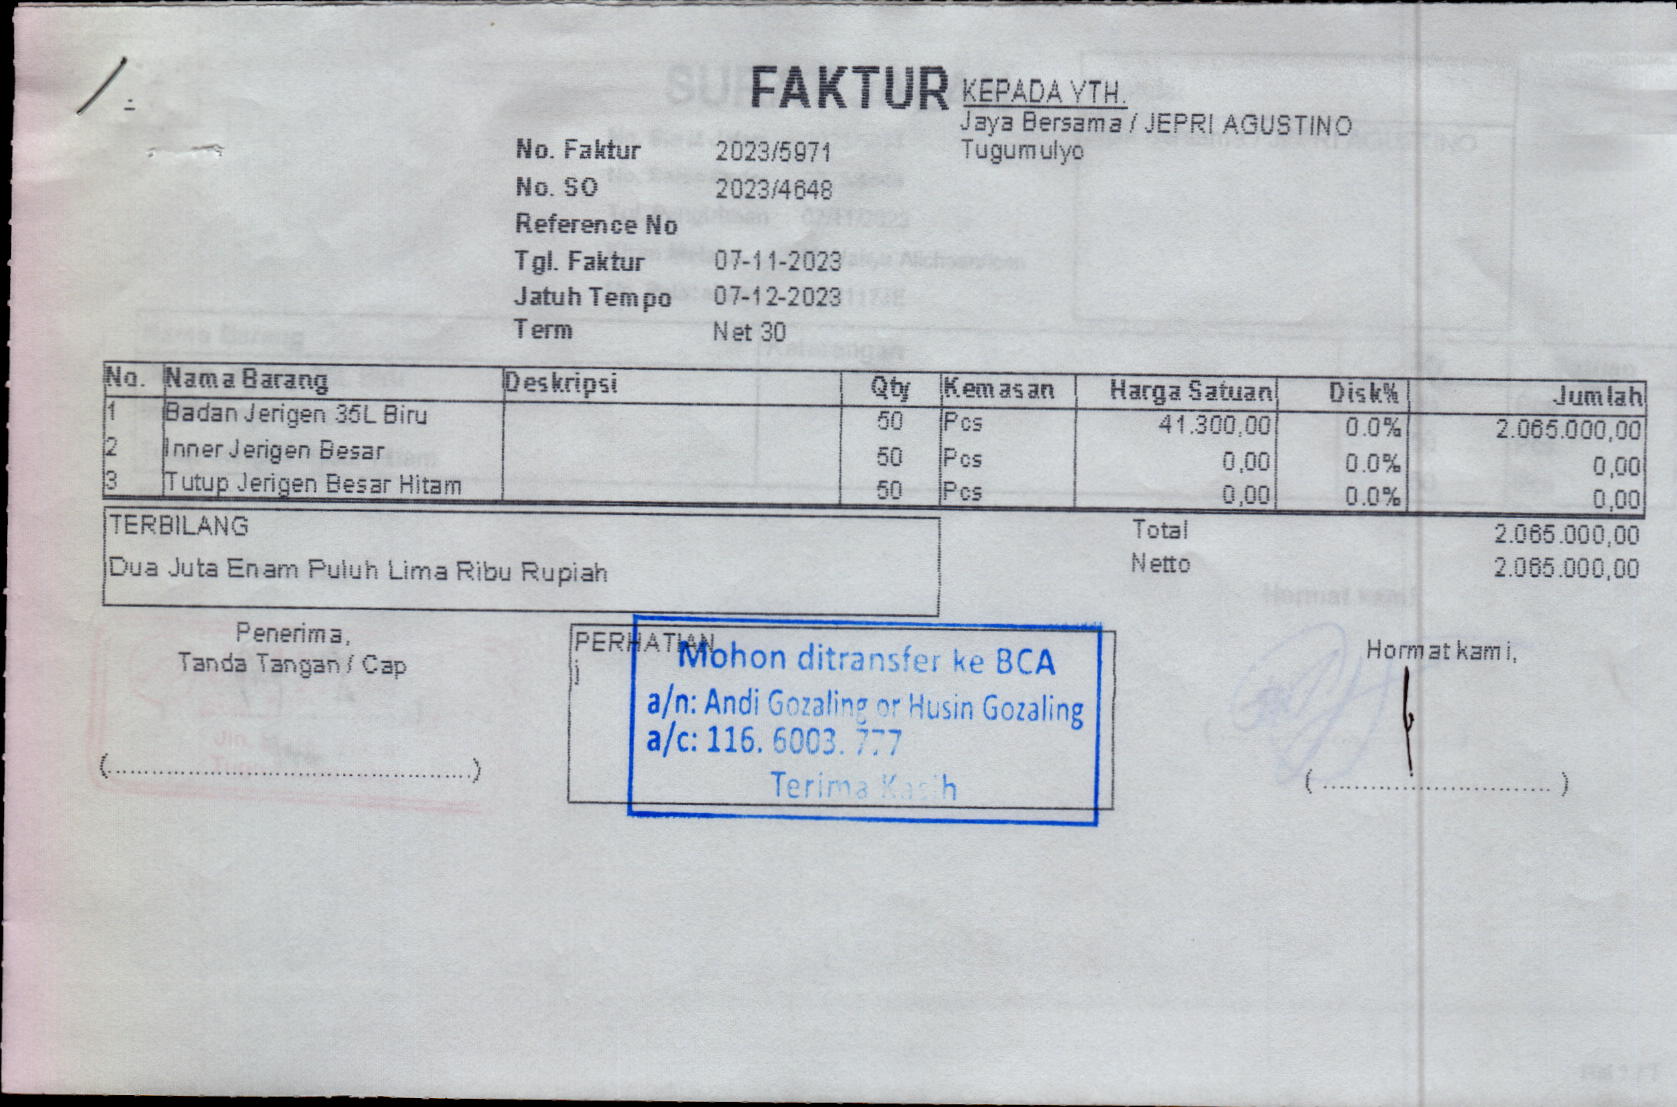 FAKTUR
KEPADA YTH.
Jaya Bersama / JEPRI AGUSTINO
Tugumulyo
No. Faktur 2023/5971
No. SO 2023/4648
Reference No
Tgl. Faktur 07-11-2023
Jatuh Tempo 07-12-2023
Term Net 30
No. Nama Barang Deskripsi Qty Kemasan Harga Satuan Disk% Jumlah
1 Badan Jerigen 35L Biru 50 Pcs 41.300,00 0.0% 2.065.000,00
2 Inner Jerigen Besar 50 Pcs 0,00 0.0% 0,00
3 Tutup Jerigen Besar Hitam 50 Pcs 0,00 0.0% 0,00
TERBILANG
Dua Juta Enam Puluh Lima Ribu Rupiah
Total 2.065.000,00
Netto 2.065.000,00
Penerima,
Tanda Tangan / Cap
(................................................)
PERHATIAN
Mohon ditransfer ke BCA
a/n: Andi Gozaling or Husin Gozaling
a/c: 116. 6003. 777
Terima Kasih
Hormat kami,
( .............................. )